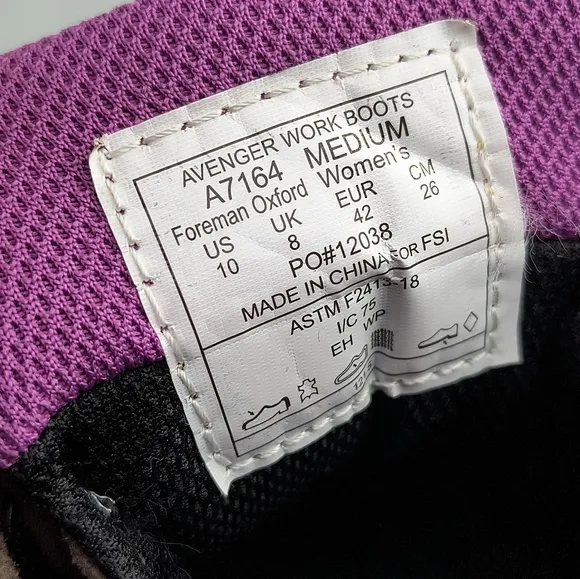 AVENGER WORK BOOTS
A7164 MEDIUM
Foreman Oxford Women's
US UK EUR CM
10 8 42 26
PO#12038
MADE IN CHINA FOR FSI
ASTM F2413-18
I/C 75
EH WP